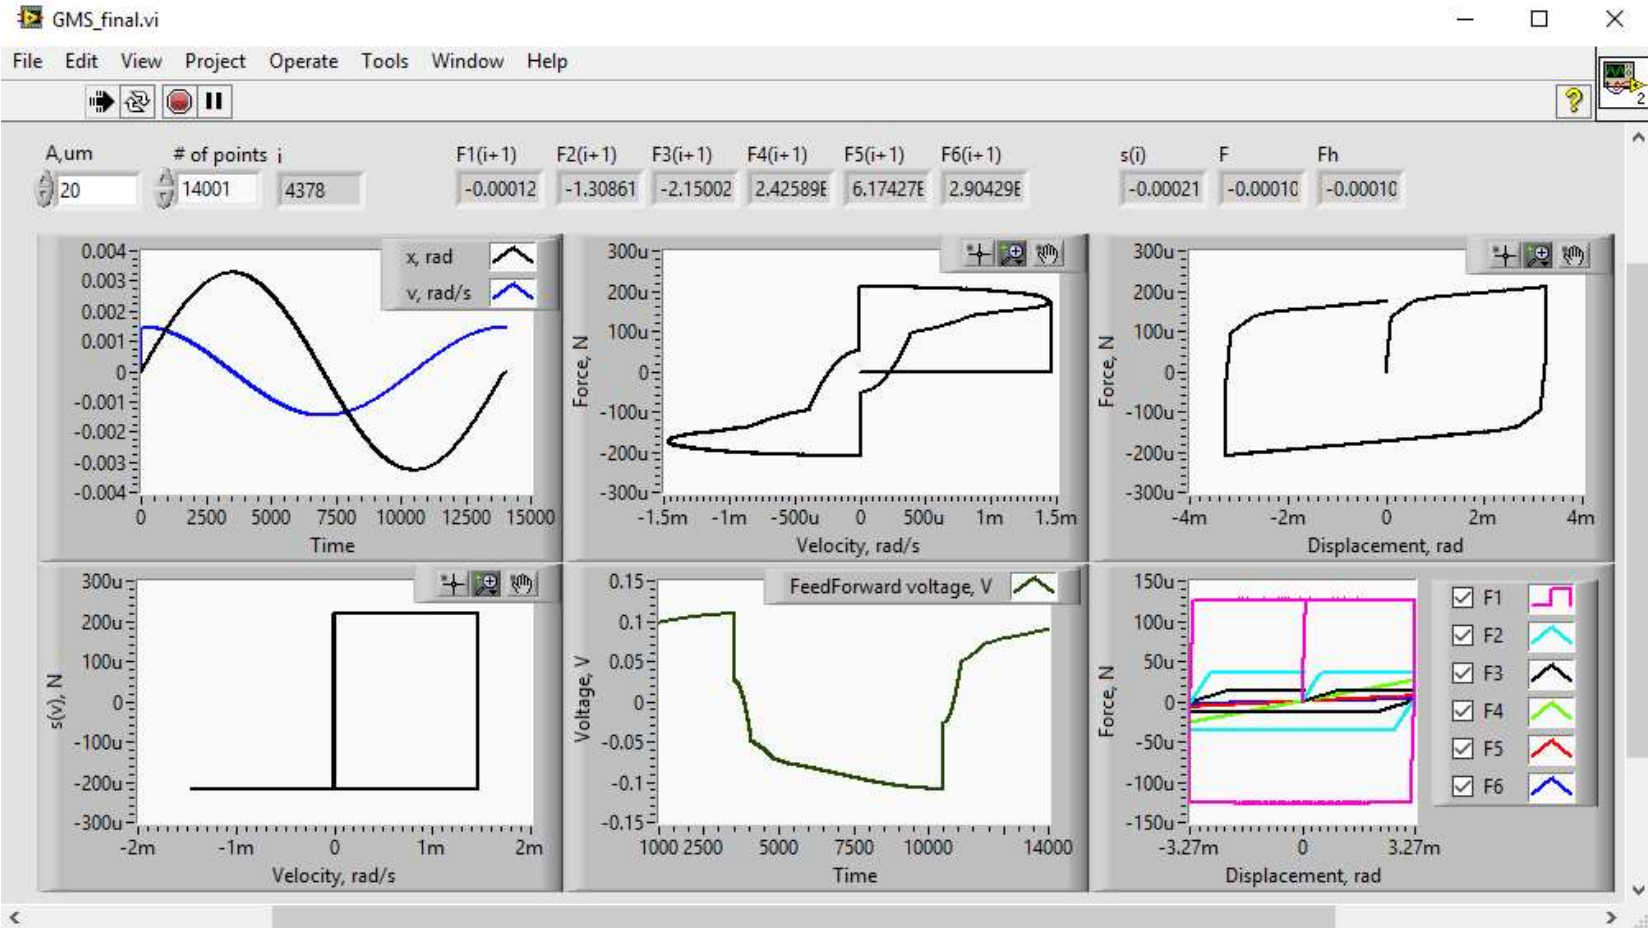 GMS_final.vi
File Edit View Project Operate Tools Window Help
2
A,um # of points i F1(i+1) F2(i+1) F3(i+1) F4(i+1) F5(i+1) F6(i+1) s(i) F Fh
20 14001 4378 -0.00012 -1.30861 -2.15002 2.42589E 6.17427E 2.90429E -0.00021 -0.00010 -0.00010
x, rad
v, rad/s
0.004
0.003
0.002
0.001
0
-0.001
-0.002
-0.003
-0.004
0 2500 5000 7500 10000 12500 15000
Time
Force, N
300u
200u
100u
0
-100u
-200u
-300u
-1.5m -1m -500u 0 500u 1m 1.5m
Velocity, rad/s
Force, N
300u
200u
100u
0
-100u
-200u
-300u
-4m -2m 0 2m 4m
Displacement, rad
s(v), N
300u
200u
100u
0
-100u
-200u
-300u
-2m -1m 0 1m 2m
Velocity, rad/s
FeedForward voltage, V
Voltage, V
0.15
0.1
0.05
0
-0.05
-0.1
-0.15
1000 2500 5000 7500 10000 14000
Time
Force, N
150u
100u
50u
0
-50u
-100u
-150u
-3.27m 0 3.27m
Displacement, rad
F1
F2
F3
F4
F5
F6